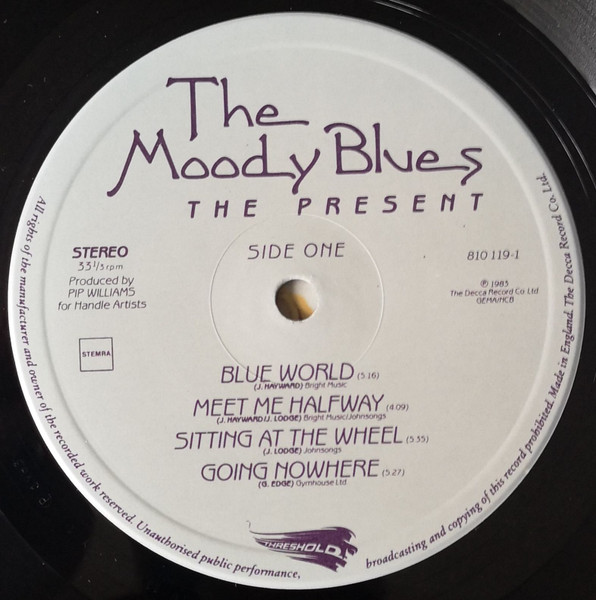 The
Moody Blues
THE PRESENT
STEREO
33 1/3 rpm
SIDE ONE
810 119-1
Produced by
PIP WILLIAMS
for Handle Artists
℗ 1983
The Decca Record Co. Ltd.
GEMA/NCB
STEMRA
BLUE WORLD (5.16)
(J. HAYWARD) Bright Music
MEET ME HALFWAY (4.09)
(J. HAYWARD/J. LODGE) Bright Music/Johnsongs
SITTING AT THE WHEEL (5.35)
(J. LODGE) Johnsongs
GOING NOWHERE (5.27)
(G. EDGE) Gymhouse Ltd.
THRESHOLD
All rights of the manufacturer and owner of the recorded work reserved. Unauthorised public performance, broadcasting and copying of this record prohibited. Made in England. The Decca Record Co. Ltd.